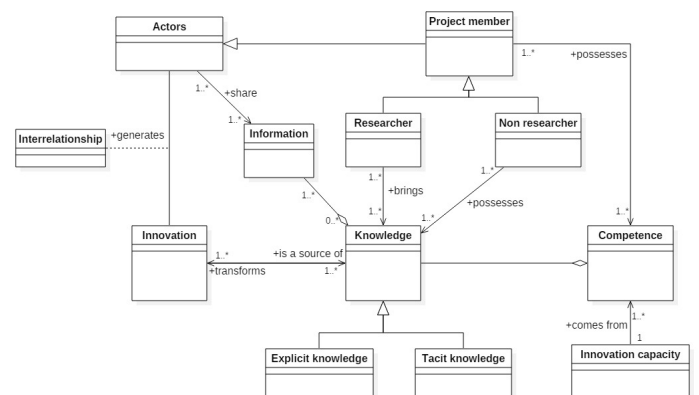 Project member
Actors
1..*
+possesses
+share
1..*
1..*
Information
Researcher
Non researcher
Interrelationship
+generates
1..*
1..*
1..*
+brings
+possesses
0..*
1..*
1..*
1..*
Innovation
Knowledge
Competence
+is a source of
1..*
+transforms
1..*
1..*
+comes from
1
Explicit knowledge
Tacit knowledge
Innovation capacity